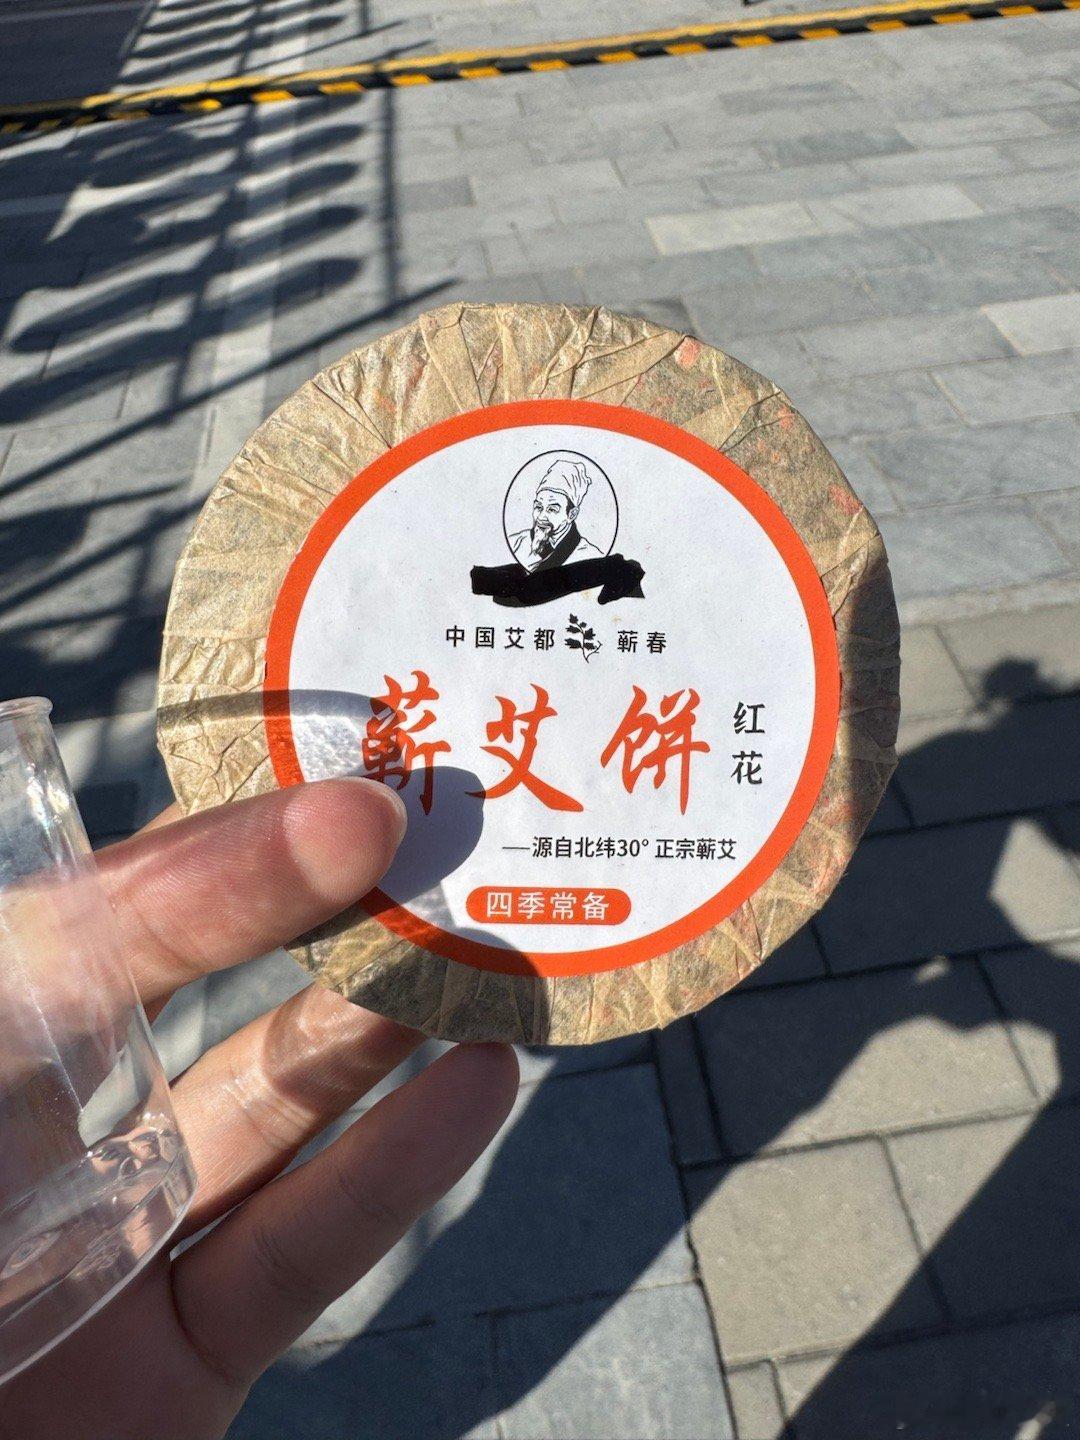 中国艾都 蕲春
蕲艾饼
红花
—源自北纬30° 正宗蕲艾
四季常备